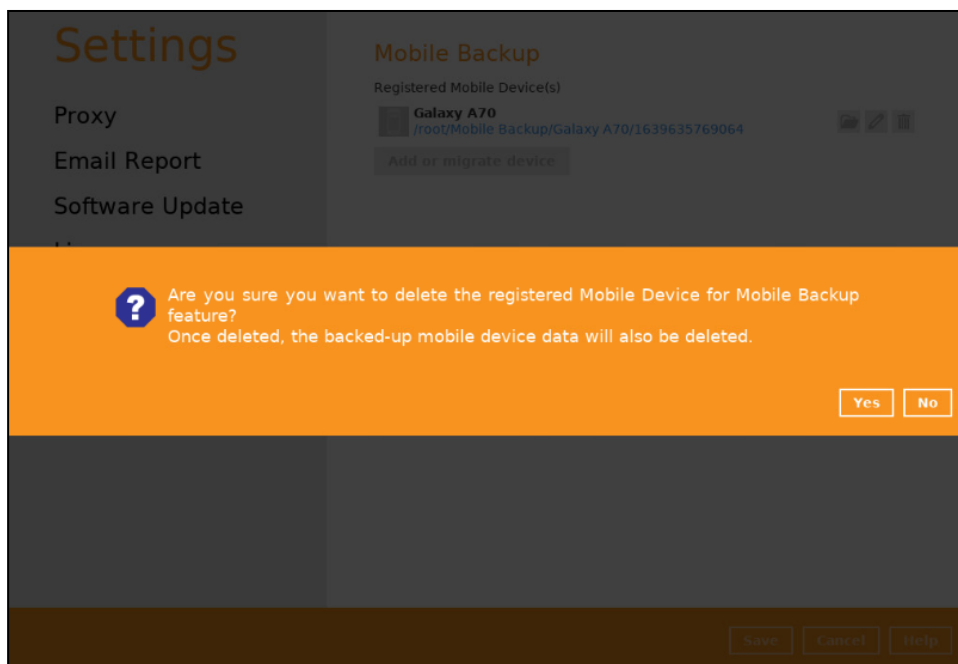 Settings
Proxy
Email Report
Software Update
Mobile Backup
Registered Mobile Device(s)
Galaxy A70
/root/Mobile Backup/Galaxy A70/1639635769064
Add or migrate device
?
Are you sure you want to delete the registered Mobile Device for Mobile Backup
feature?
Once deleted, the backed-up mobile device data will also be deleted.
Yes No
Save Cancel Help